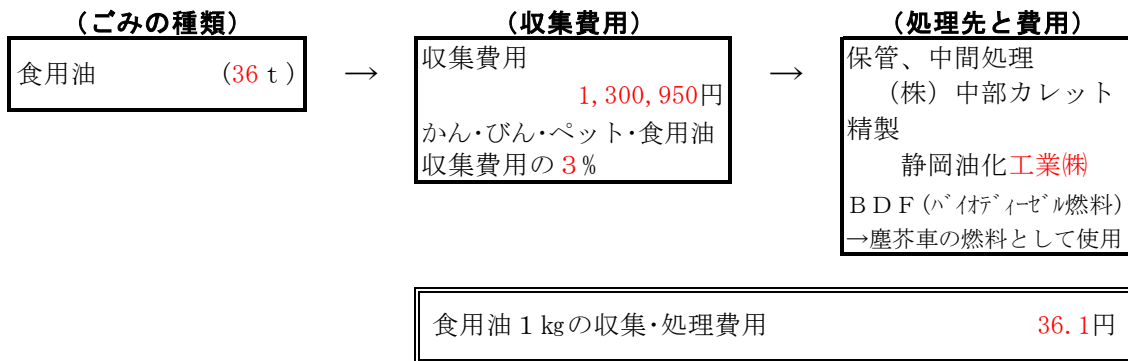 (ごみの種類)
食用油 (36ｔ)
→
(収集費用)
収集費用
1,300,950円
かん・びん・ペット・食用油
収集費用の３%
→
(処理先と費用)
保管、中間処理
（株）中部カレット
精製
静岡油化工業㈱
ＢＤＦ(ﾊﾞｲｵﾃﾞｨｰｾﾞﾙ燃料)
→塵芥車の燃料として使用
食用油１㎏の収集・処理費用 36.1円